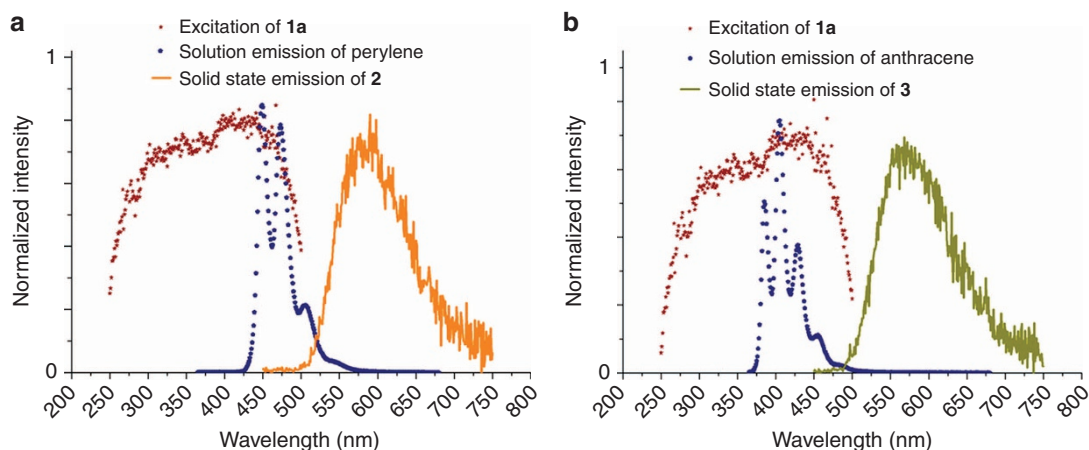 a
Excitation of 1a
Solution emission of perylene
Solid state emission of 2
1
Normalized intensity
0
200 250 300 350 400 450 500 550 600 650 700 750 800
Wavelength (nm)
b
Excitation of 1a
Solution emission of anthracene
Solid state emission of 3
1
Normalized intensity
0
200 250 300 350 400 450 500 550 600 650 700 750 800
Wavelength (nm)